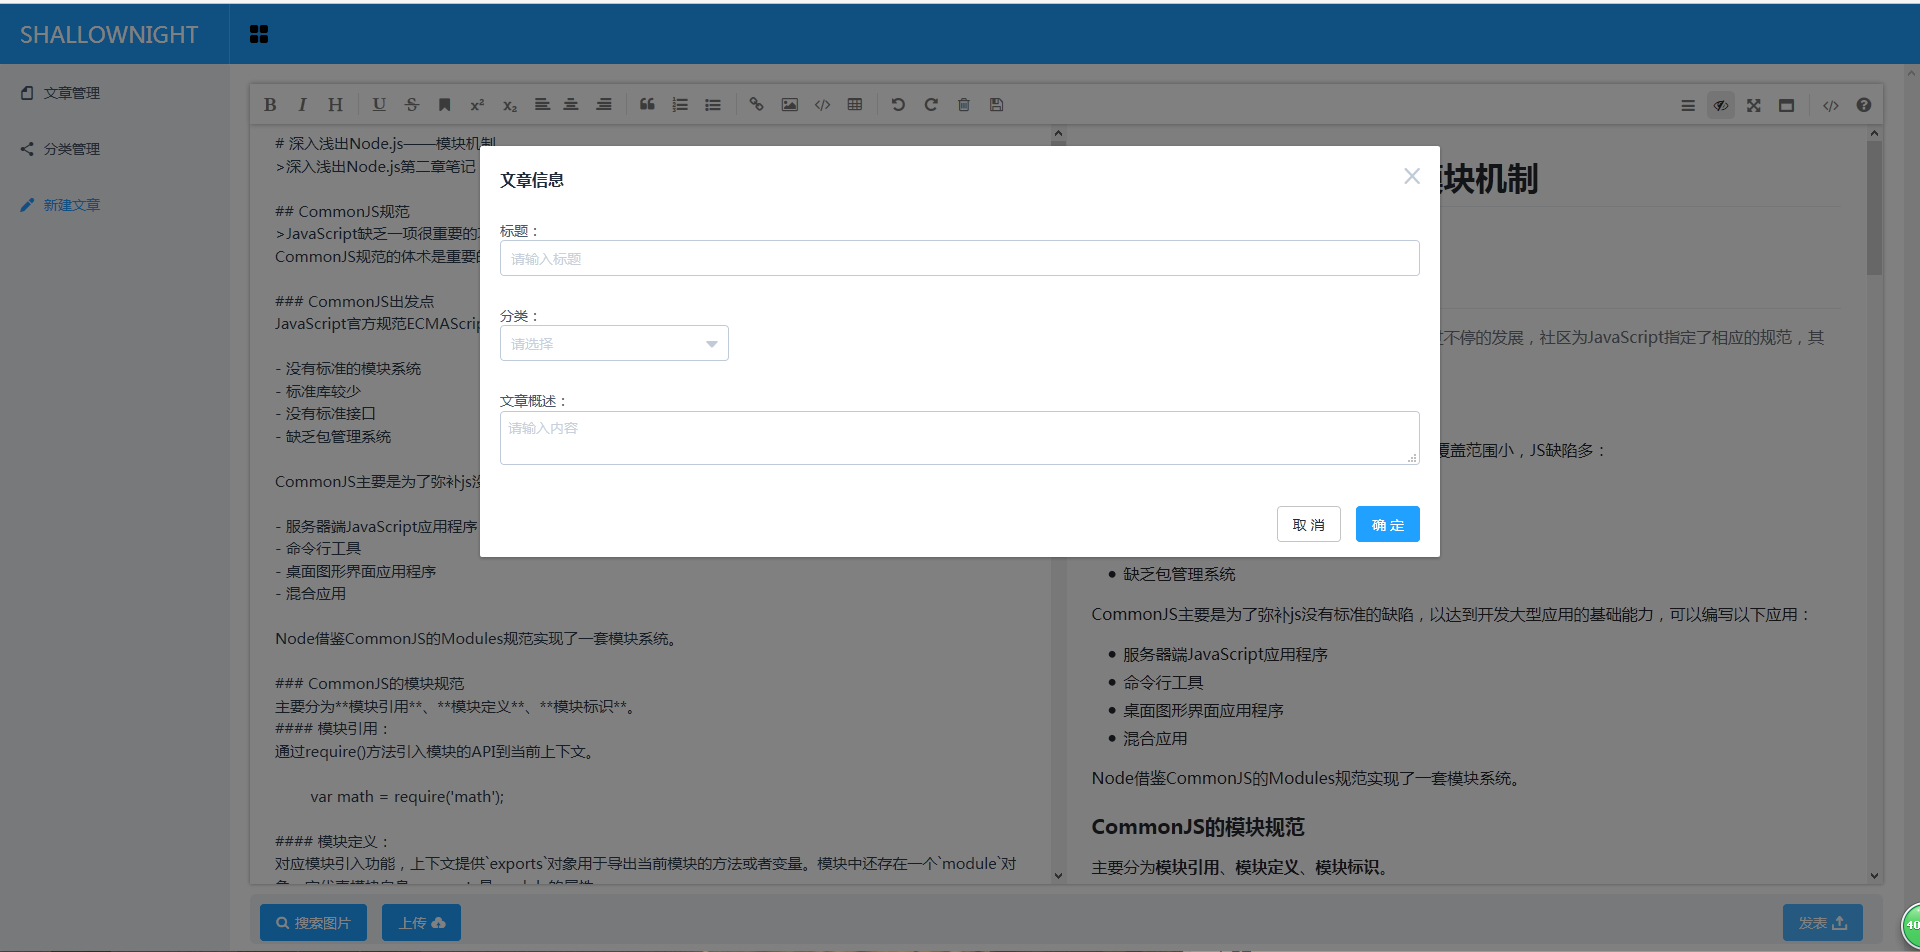 SHALLOWNIGHT
文章管理
分类管理
新建文章
# 深入浅出Node.js——模块机制
>深入浅出Node.js第二章笔记
## CommonJS规范
>JavaScript缺乏一项很重要的
CommonJS规范的体术是重要的
### CommonJS出发点
JavaScript官方规范ECMAScrip
- 没有标准的模块系统
- 标准库较少
- 没有标准接口
- 缺乏包管理系统
CommonJS主要是为了弥补js没
- 服务器端JavaScript应用程序
- 命令行工具
- 桌面图形界面应用程序
- 混合应用
Node借鉴CommonJS的Modules规范实现了一套模块系统。
### CommonJS的模块规范
主要分为**模块引用**、**模块定义**、**模块标识**。
#### 模块引用：
通过require()方法引入模块的API到当前上下文。
var math = require('math');
#### 模块定义：
对应模块引入功能，上下文提供`exports`对象用于导出当前模块的方法或者变量。模块中还存在一个`module`对
文章信息
标题：
请输入标题
分类：
请选择
文章概述：
请输入内容
取消
确定
块机制
不停的发展，社区为JavaScript指定了相应的规范，其
覆盖范围小，JS缺陷多：
• 缺乏包管理系统
CommonJS主要是为了弥补js没有标准的缺陷，以达到开发大型应用的基础能力，可以编写以下应用：
• 服务器端JavaScript应用程序
• 命令行工具
• 桌面图形界面应用程序
• 混合应用
Node借鉴CommonJS的Modules规范实现了一套模块系统。
CommonJS的模块规范
主要分为模块引用、模块定义、模块标识。
搜索图片
上传
发表
40